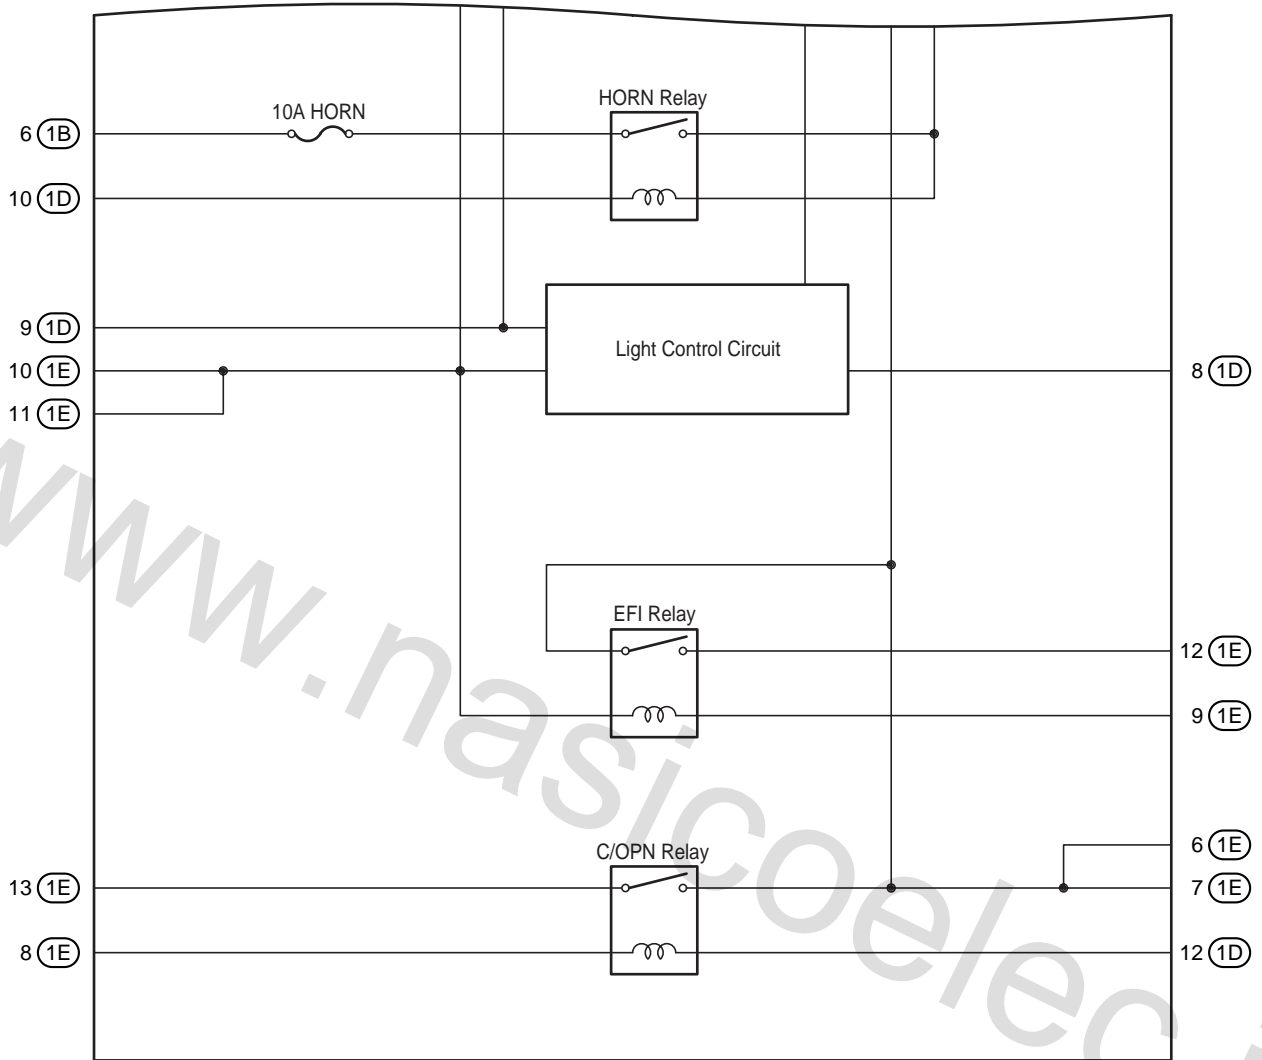 10A HORN
HORN Relay
6 1B
10 1D
9 1D
10 1E
11 1E
Light Control Circuit
8 1D
EFI Relay
12 1E
9 1E
C/OPN Relay
6 1E
13 1E
7 1E
8 1E
12 1D
www.nasicoelec.